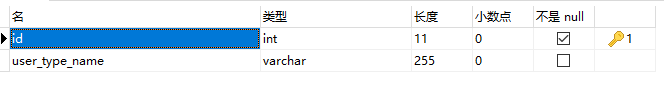 名 类型 长度 小数点 不是 null
id int 11 0 1
user_type_name varchar 255 0